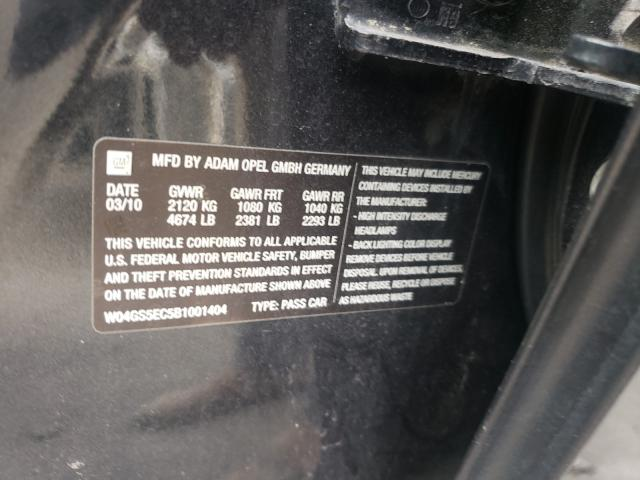 GM
MFD BY ADAM OPEL GMBH GERMANY
DATE GVWR GAWR FRT GAWR RR
03/10 2120 KG 1080 KG 1040 KG
4674 LB 2381 LB 2293 LB
THIS VEHICLE CONFORMS TO ALL APPLICABLE
U.S. FEDERAL MOTOR VEHICLE SAFETY, BUMPER
AND THEFT PREVENTION STANDARDS IN EFFECT
ON THE DATE OF MANUFACTURE SHOWN ABOVE
W04GS5EC5B1001404 TYPE: PASS CAR
THIS VEHICLE MAY INCLUDE MERCURY
CONTAINING DEVICES INSTALLED BY
THE MANUFACTURER:
- HIGH INTENSITY DISCHARGE
HEADLAMPS
- BACK LIGHTING COLOR DISPLAY
REMOVE DEVICES BEFORE VEHICLE
DISPOSAL. UPON REMOVAL OF DEVICES,
PLEASE REUSE, RECYCLE OR DISPOSE
AS HAZARDOUS WASTE